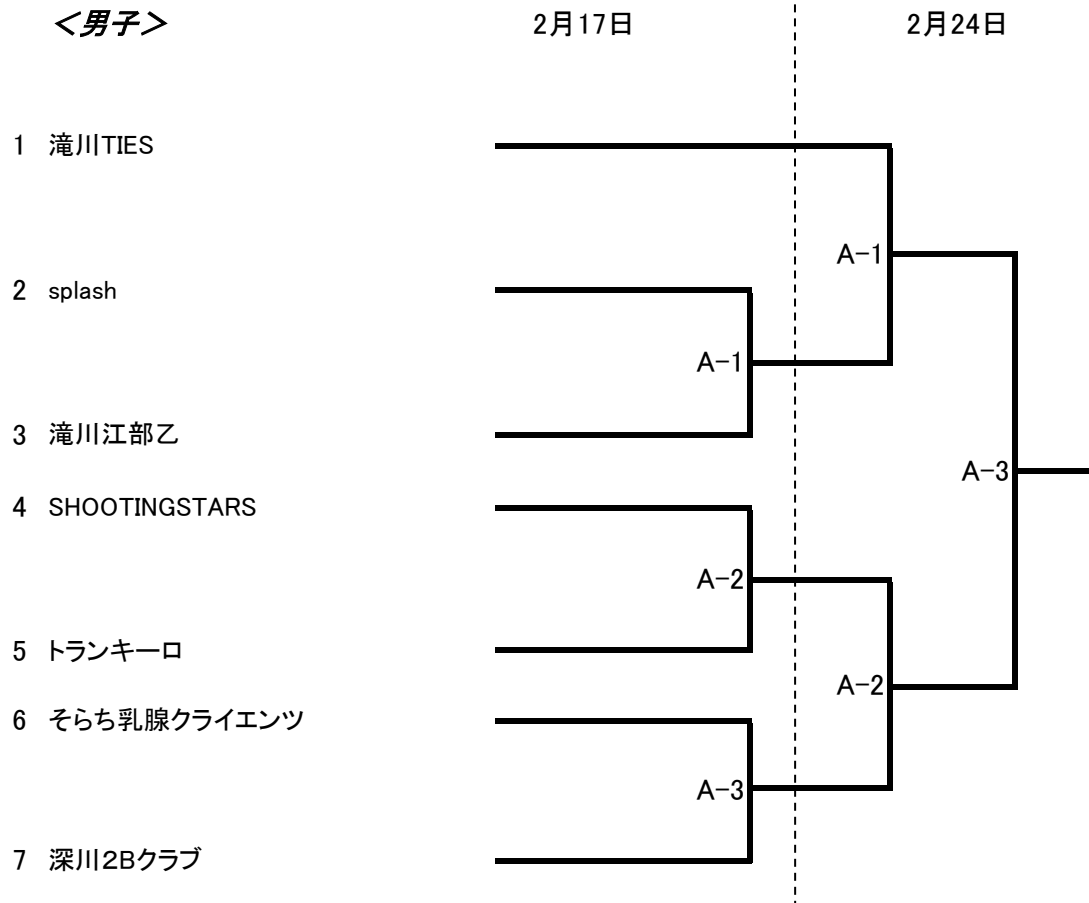 ＜男子＞ 2月17日 2月24日
1 滝川TIES
A-1
2 splash
A-1
3 滝川江部乙
A-3
4 SHOOTINGSTARS
A-2
5 トランキーロ
A-2
6 そらち乳腺クライエンツ
A-3
7 深川２Bクラブ